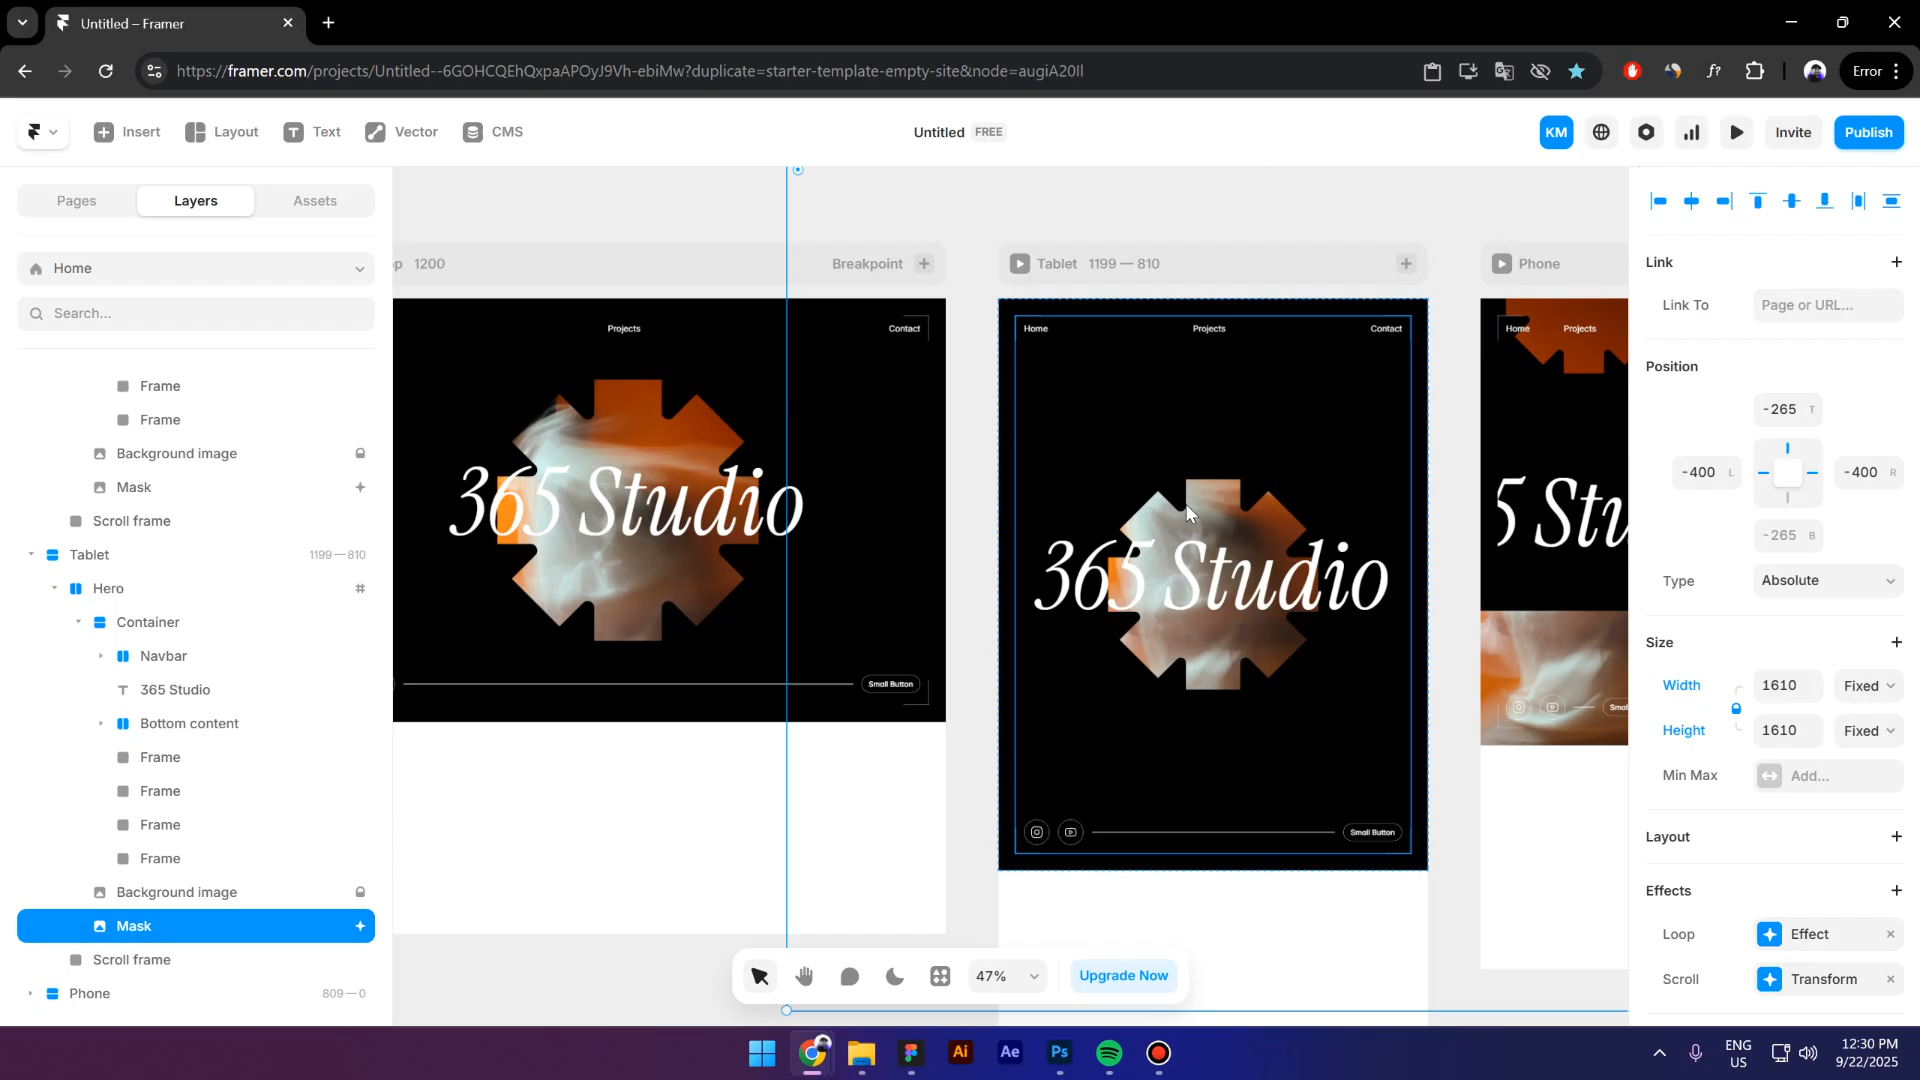 Untitled – Framer
https://framer.com/projects/Untitled--6GOHCQEhQxpaAPOyJ9Vh-ebiMw?duplicate=starter-template-empty-site&node=augiA20Il
Error
Insert
Layout
Text
Vector
CMS
Untitled FREE
KM
Invite
Publish
Pages
Layers
Assets
Home
Search...
Frame
Frame
Background image
Mask
Scroll frame
Tablet 1199—810
Hero
Container
Navbar
365 Studio
Bottom content
Frame
Frame
Frame
Frame
Background image
Mask
Scroll frame
Phone 809—0
p 1200
Breakpoint
Projects
Contact
365 Studio
Small Button
Tablet 1199 — 810
Home
Projects
Contact
365 Studio
Small Button
Phone
Home
Projects
5 Stu
Smal
47%
Upgrade Now
Link
Link To
Page or URL...
Position
-265 T
-400 L
-400 R
-265 B
Type
Absolute
Size
Width 1610 Fixed
Height 1610 Fixed
Min Max Add...
Layout
Effects
Loop Effect
Scroll Transform
Ai
Ae
Ps
ENG
US
12:30 PM
9/22/2025